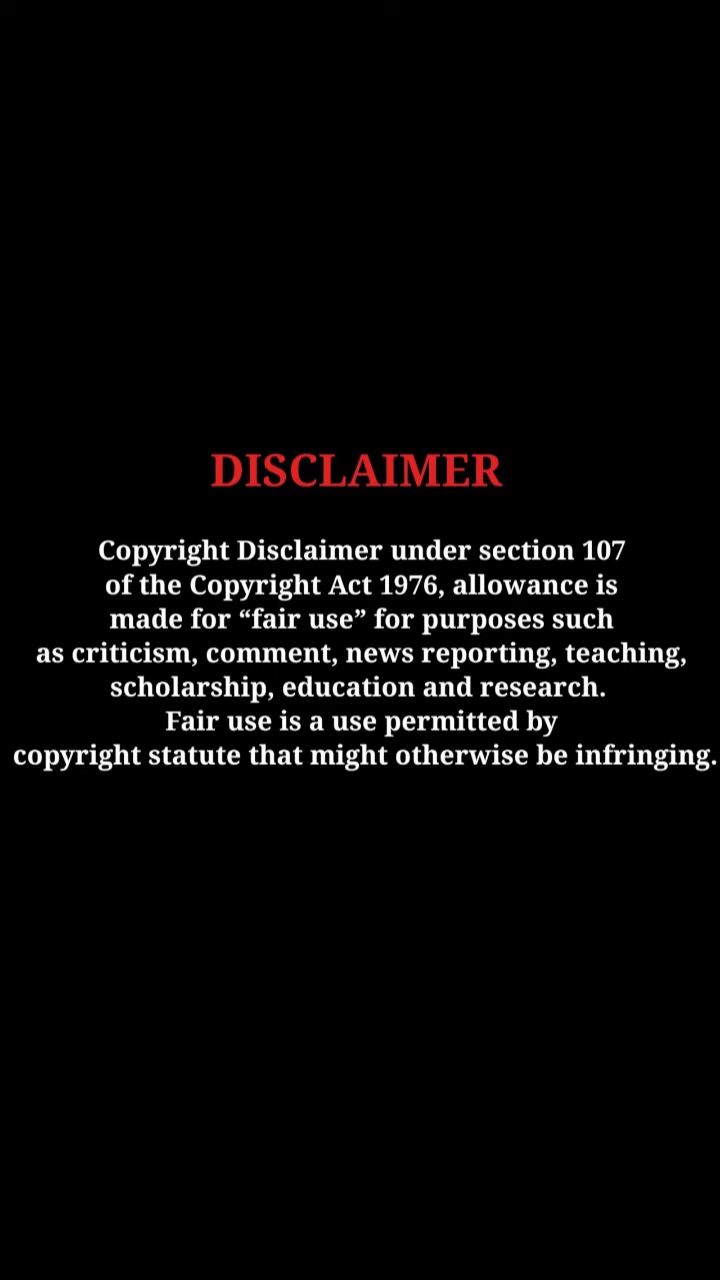 DISCLAIMER
Copyright Disclaimer under section 107
of the Copyright Act 1976, allowance is
made for “fair use” for purposes such
as criticism, comment, news reporting, teaching,
scholarship, education and research.
Fair use is a use permitted by
copyright statute that might otherwise be infringing.